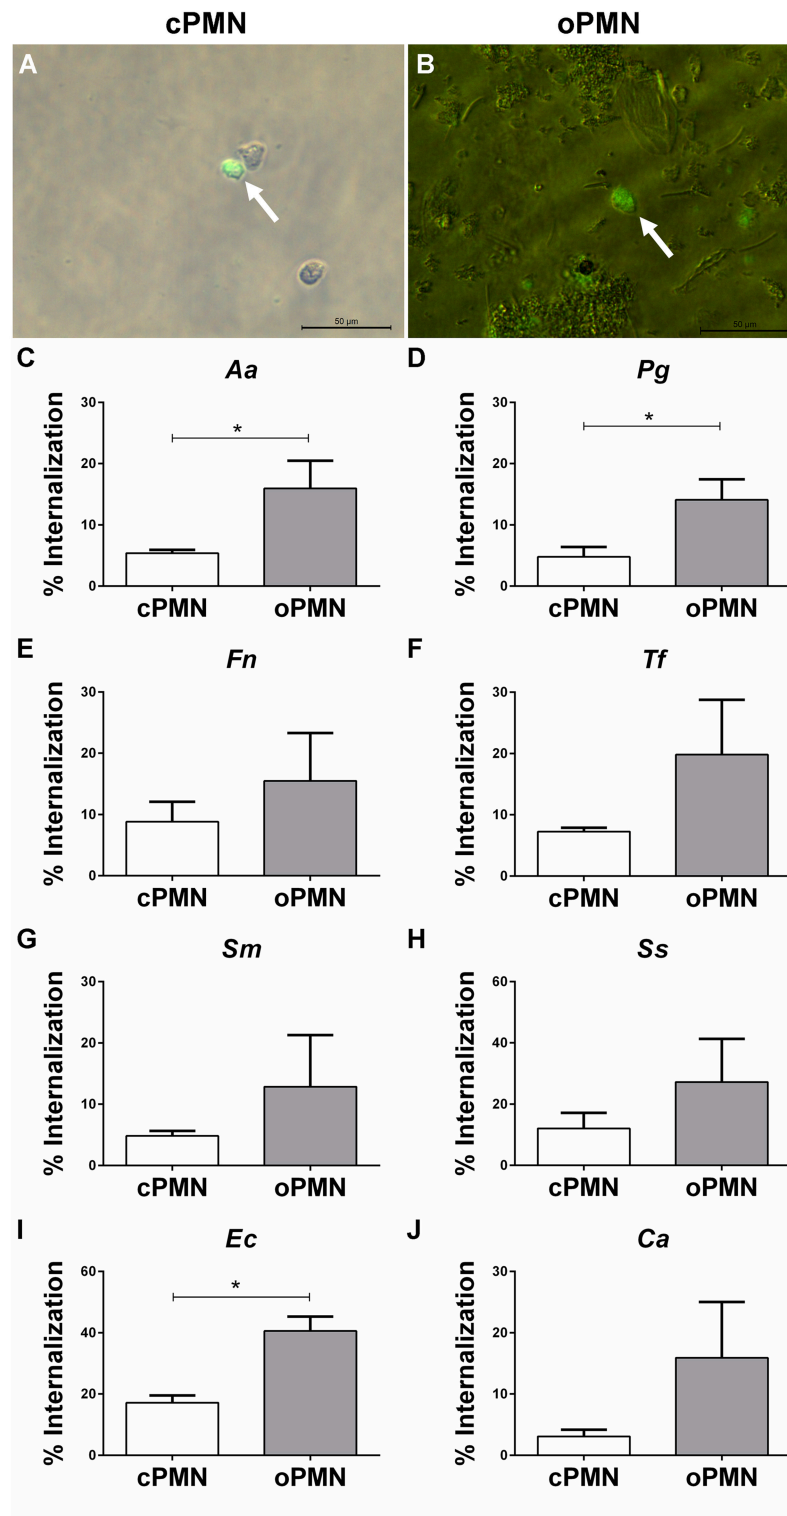 cPMN oPMN
A B
50 µm 50 µm
C Aa
% Internalization
30
20
10
0
*
cPMN oPMN
D Pg
% Internalization
30
20
10
0
*
cPMN oPMN
E Fn
% Internalization
30
20
10
0
cPMN oPMN
F Tf
% Internalization
30
20
10
0
cPMN oPMN
G Sm
% Internalization
30
20
10
0
cPMN oPMN
H Ss
% Internalization
60
40
20
0
cPMN oPMN
I Ec
% Internalization
60
40
20
0
*
cPMN oPMN
J Ca
% Internalization
30
20
10
0
cPMN oPMN